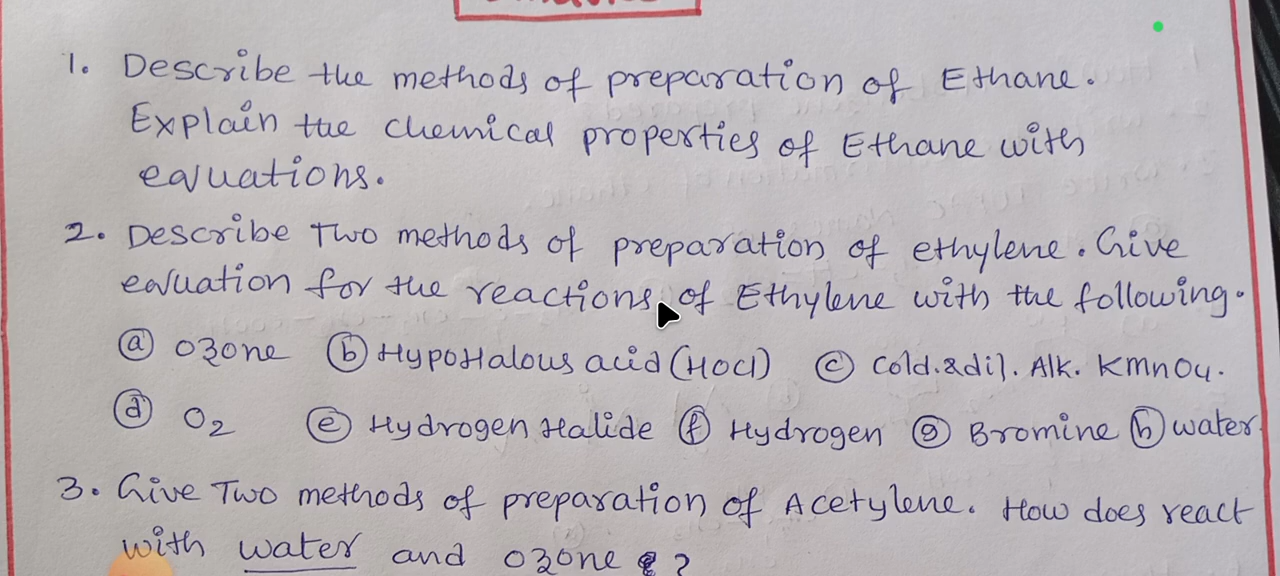 1. Describe the methods of preparation of Ethane.
Explain the chemical properties of Ethane with
eqvations.
2. Describe Two methods of preparation of ethylene. Give
eqvation for the reactions of Ethylene with the following.
ⓐ Ozone ⓑ HypoHalous acid (HOCl) ⓒ Cold.&dil. Alk. KmnO4.
ⓓ O2 ⓔ Hydrogen Halide ⓕ Hydrogen ⓖ Bromine ⓗ water
3. Give Two methods of preparation of Acetylene. How does react
with water and ozone ?